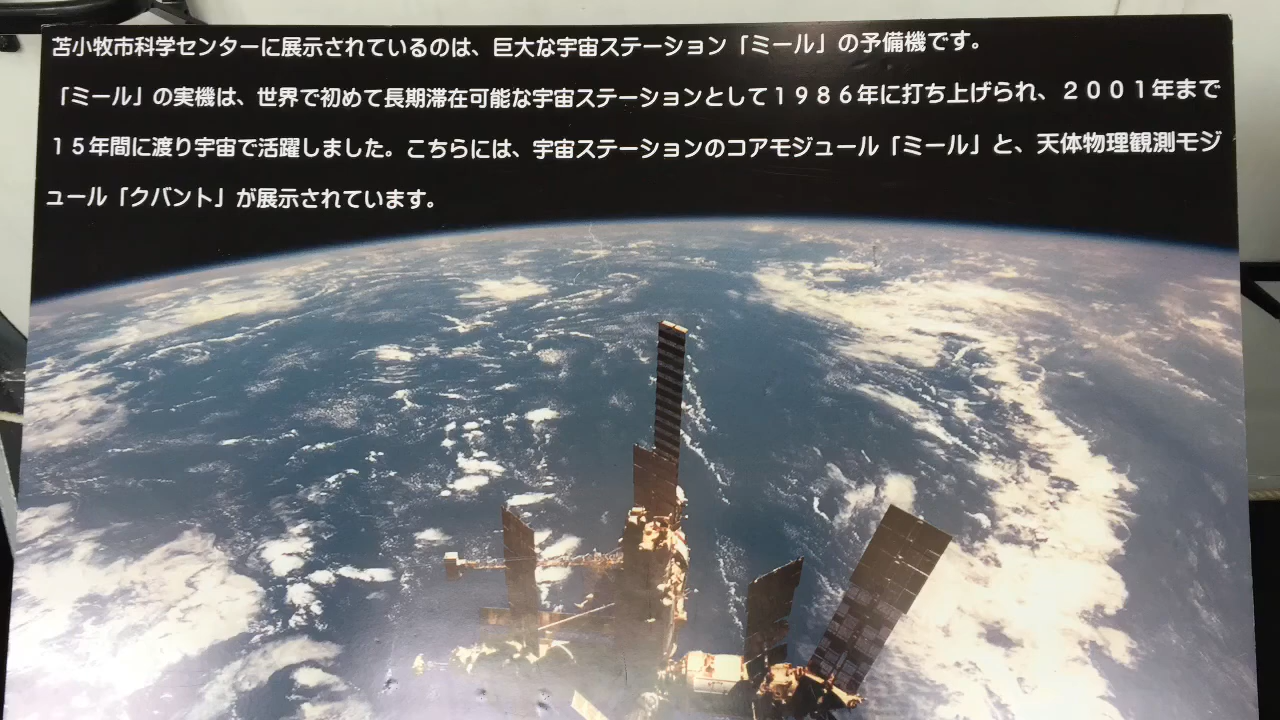 苫小牧市科学センターに展示されているのは、巨大な宇宙ステーション「ミール」の予備機です。
「ミール」の実機は、世界で初めて長期滞在可能な宇宙ステーションとして１９８６年に打ち上げられ、２００１年まで
１５年間に渡り宇宙で活躍しました。こちらには、宇宙ステーションのコアモジュール「ミール」と、天体物理観測モジ
ュール「クバント」が展示されています。